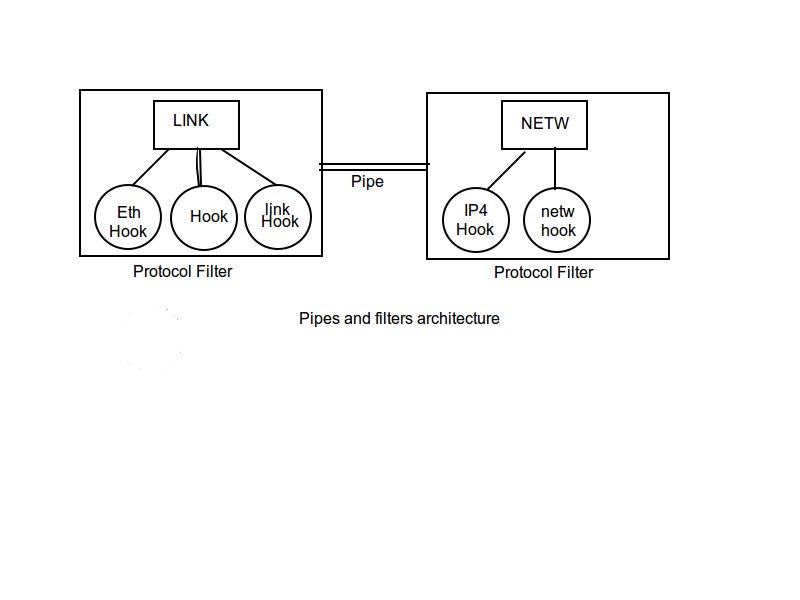 LINK
NETW
Eth
Hook
Hook
link
Hook
Pipe
IP4
Hook
netw
hook
Protocol Filter
Protocol Filter
Pipes and filters architecture